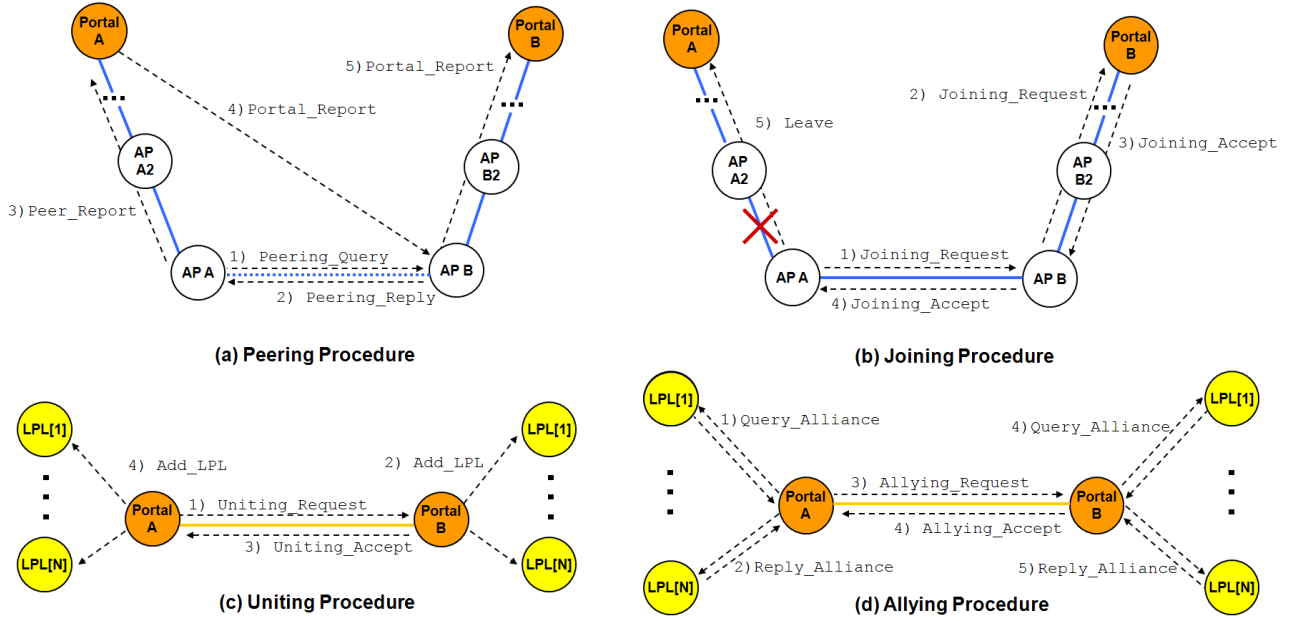 Portal
A
Portal
B
5)Portal_Report
4)Portal_Report
AP
A2
AP
B2
3)Peer_Report
1) Peering_Query
AP A
AP B
2) Peering_Reply
(a) Peering Procedure
Portal
A
Portal
B
2) Joining_Request
5) Leave
3)Joining_Accept
AP
A2
AP
B2
1)Joining_Request
AP A
AP B
4)Joining_Accept
(b) Joining Procedure
LPL[1]
LPL[1]
4) Add_LPL
2) Add_LPL
1) Uniting_Request
Portal
A
Portal
B
3) Uniting_Accept
LPL[N]
LPL[N]
(c) Uniting Procedure
LPL[1]
LPL[1]
1)Query_Alliance
4)Query_Alliance
3) Allying_Request
Portal
A
Portal
B
4) Allying_Accept
2)Reply_Alliance
5)Reply_Alliance
LPL[N]
LPL[N]
(d) Allying Procedure